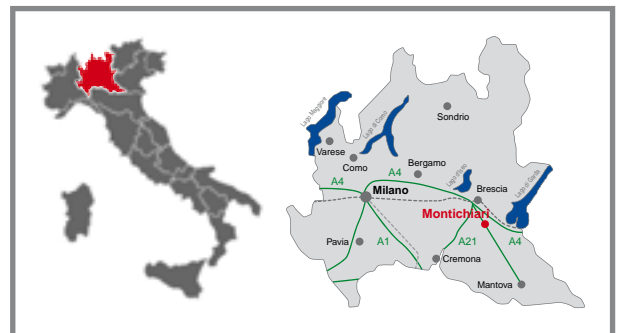 Lago Maggiore
Lago di Como
Sondrio
Varese
Como
Bergamo
Lago d'Iseo
Lago di Garda
A4
A4
Milano
Brescia
Montichiari
Pavia
A1
A21
A4
Cremona
Mantova